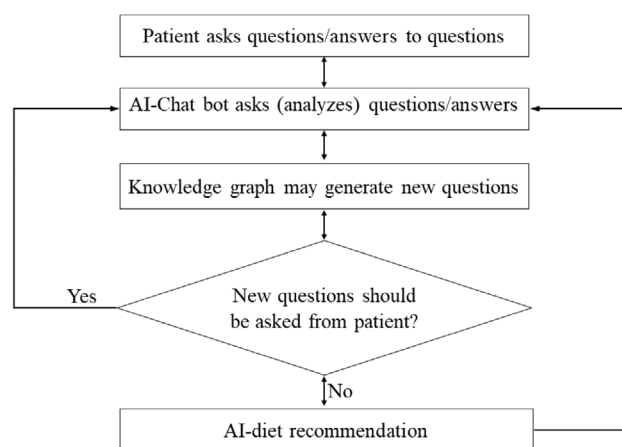 Patient asks questions/answers to questions
AI-Chat bot asks (analyzes) questions/answers
Knowledge graph may generate new questions
Yes
New questions should
be asked from patient?
No
AI-diet recommendation